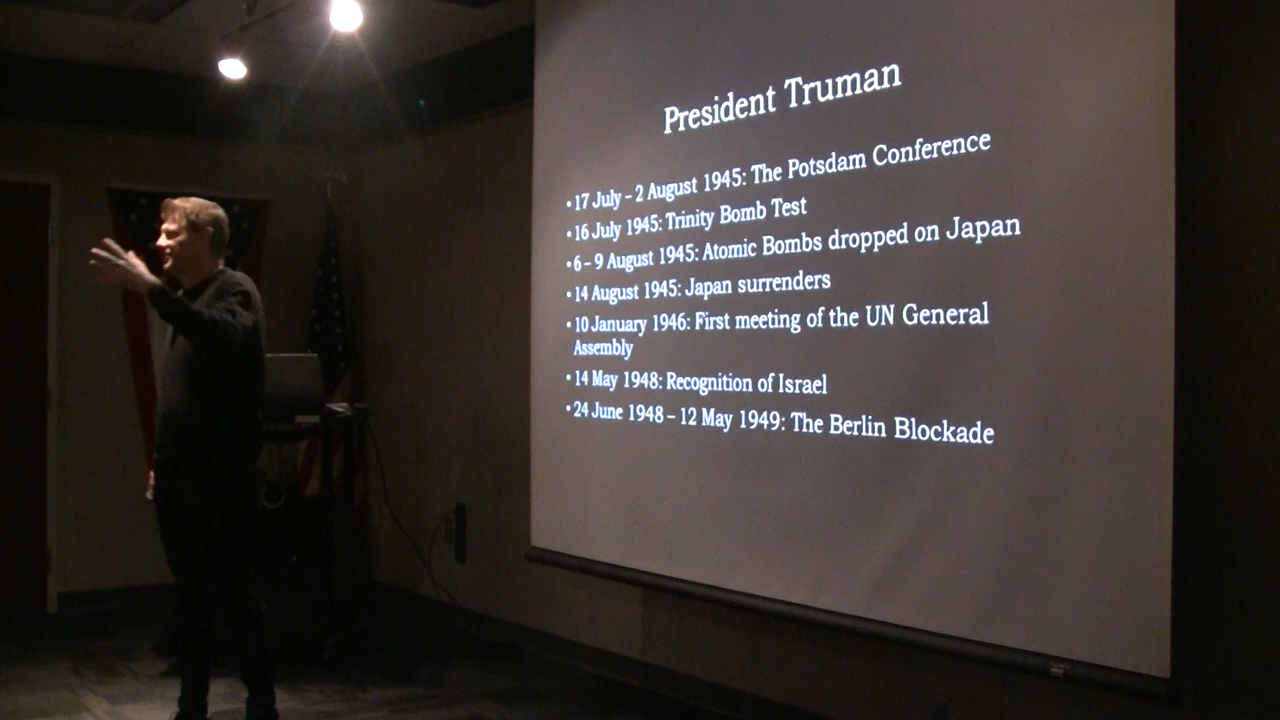 President Truman
• 17 July – 2 August 1945: The Potsdam Conference
• 16 July 1945: Trinity Bomb Test
• 6 – 9 August 1945: Atomic Bombs dropped on Japan
• 14 August 1945: Japan surrenders
• 10 January 1946: First meeting of the UN General
Assembly
• 14 May 1948: Recognition of Israel
• 24 June 1948 – 12 May 1949: The Berlin Blockade